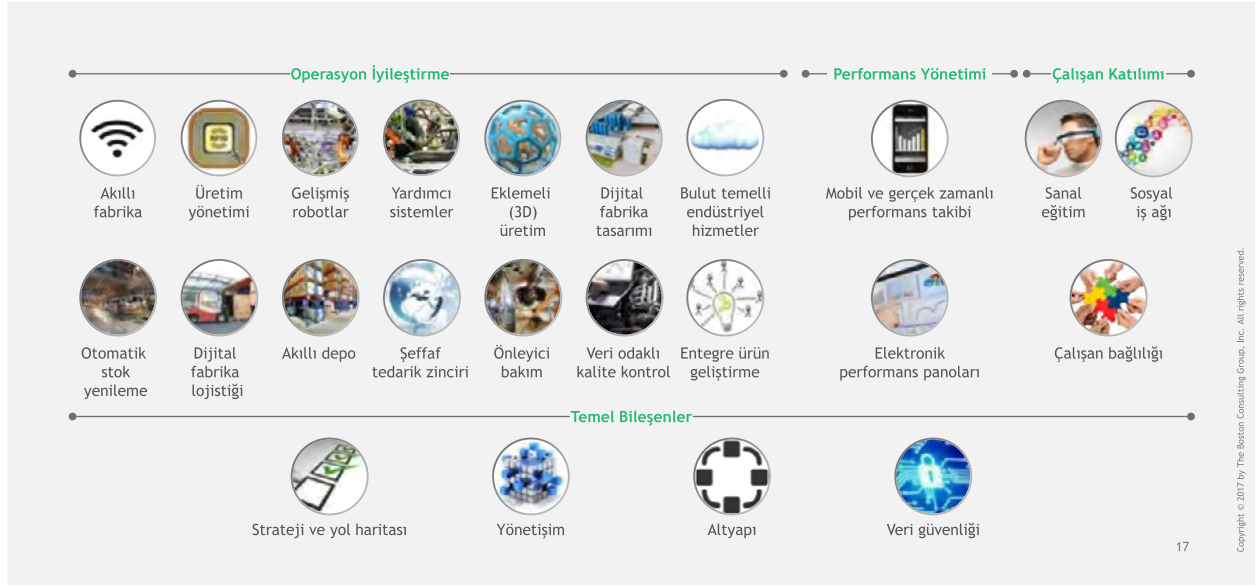 Operasyon İyileştirme
Performans Yönetimi
Çalışan Katılımı
Akıllı
fabrika
Üretim
yönetimi
Gelişmiş
robotlar
Yardımcı
sistemler
Eklemeli
(3D)
üretim
Dijital
fabrika
tasarımı
Bulut temelli
endüstriyel
hizmetler
Mobil ve gerçek zamanlı
performans takibi
Sanal
eğitim
Sosyal
iş ağı
Otomatik
stok
yenileme
Dijital
fabrika
lojistiği
Akıllı depo
Şeffaf
tedarik zinciri
Önleyici
bakım
Veri odaklı
kalite kontrol
Entegre ürün
geliştirme
Elektronik
performans panoları
Çalışan bağlılığı
Temel Bileşenler
Strateji ve yol haritası
Yönetişim
Altyapı
Veri güvenliği
17
Copyright © 2017 by The Boston Consulting Group, Inc. All rights reserved.